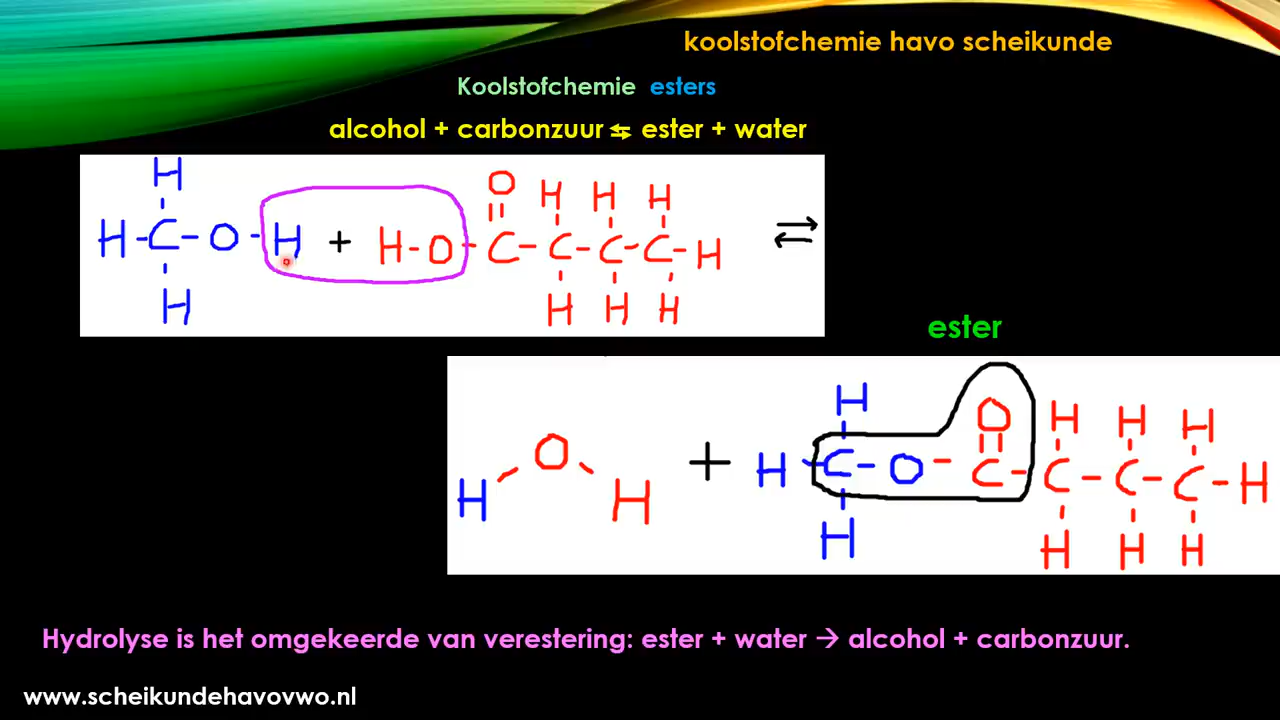 koolstofchemie havo scheikunde
Koolstofchemie esters
alcohol + carbonzuur ⇆ ester + water
H O H H H
H-C-O-H + H-O-C-C-C-C-H ⇄
H H H H
ester
H O H H H
H O H + H-C-O-C-C-C-C-H
H H H H
Hydrolyse is het omgekeerde van verestering: ester + water → alcohol + carbonzuur.
www.scheikundehavovwo.nl